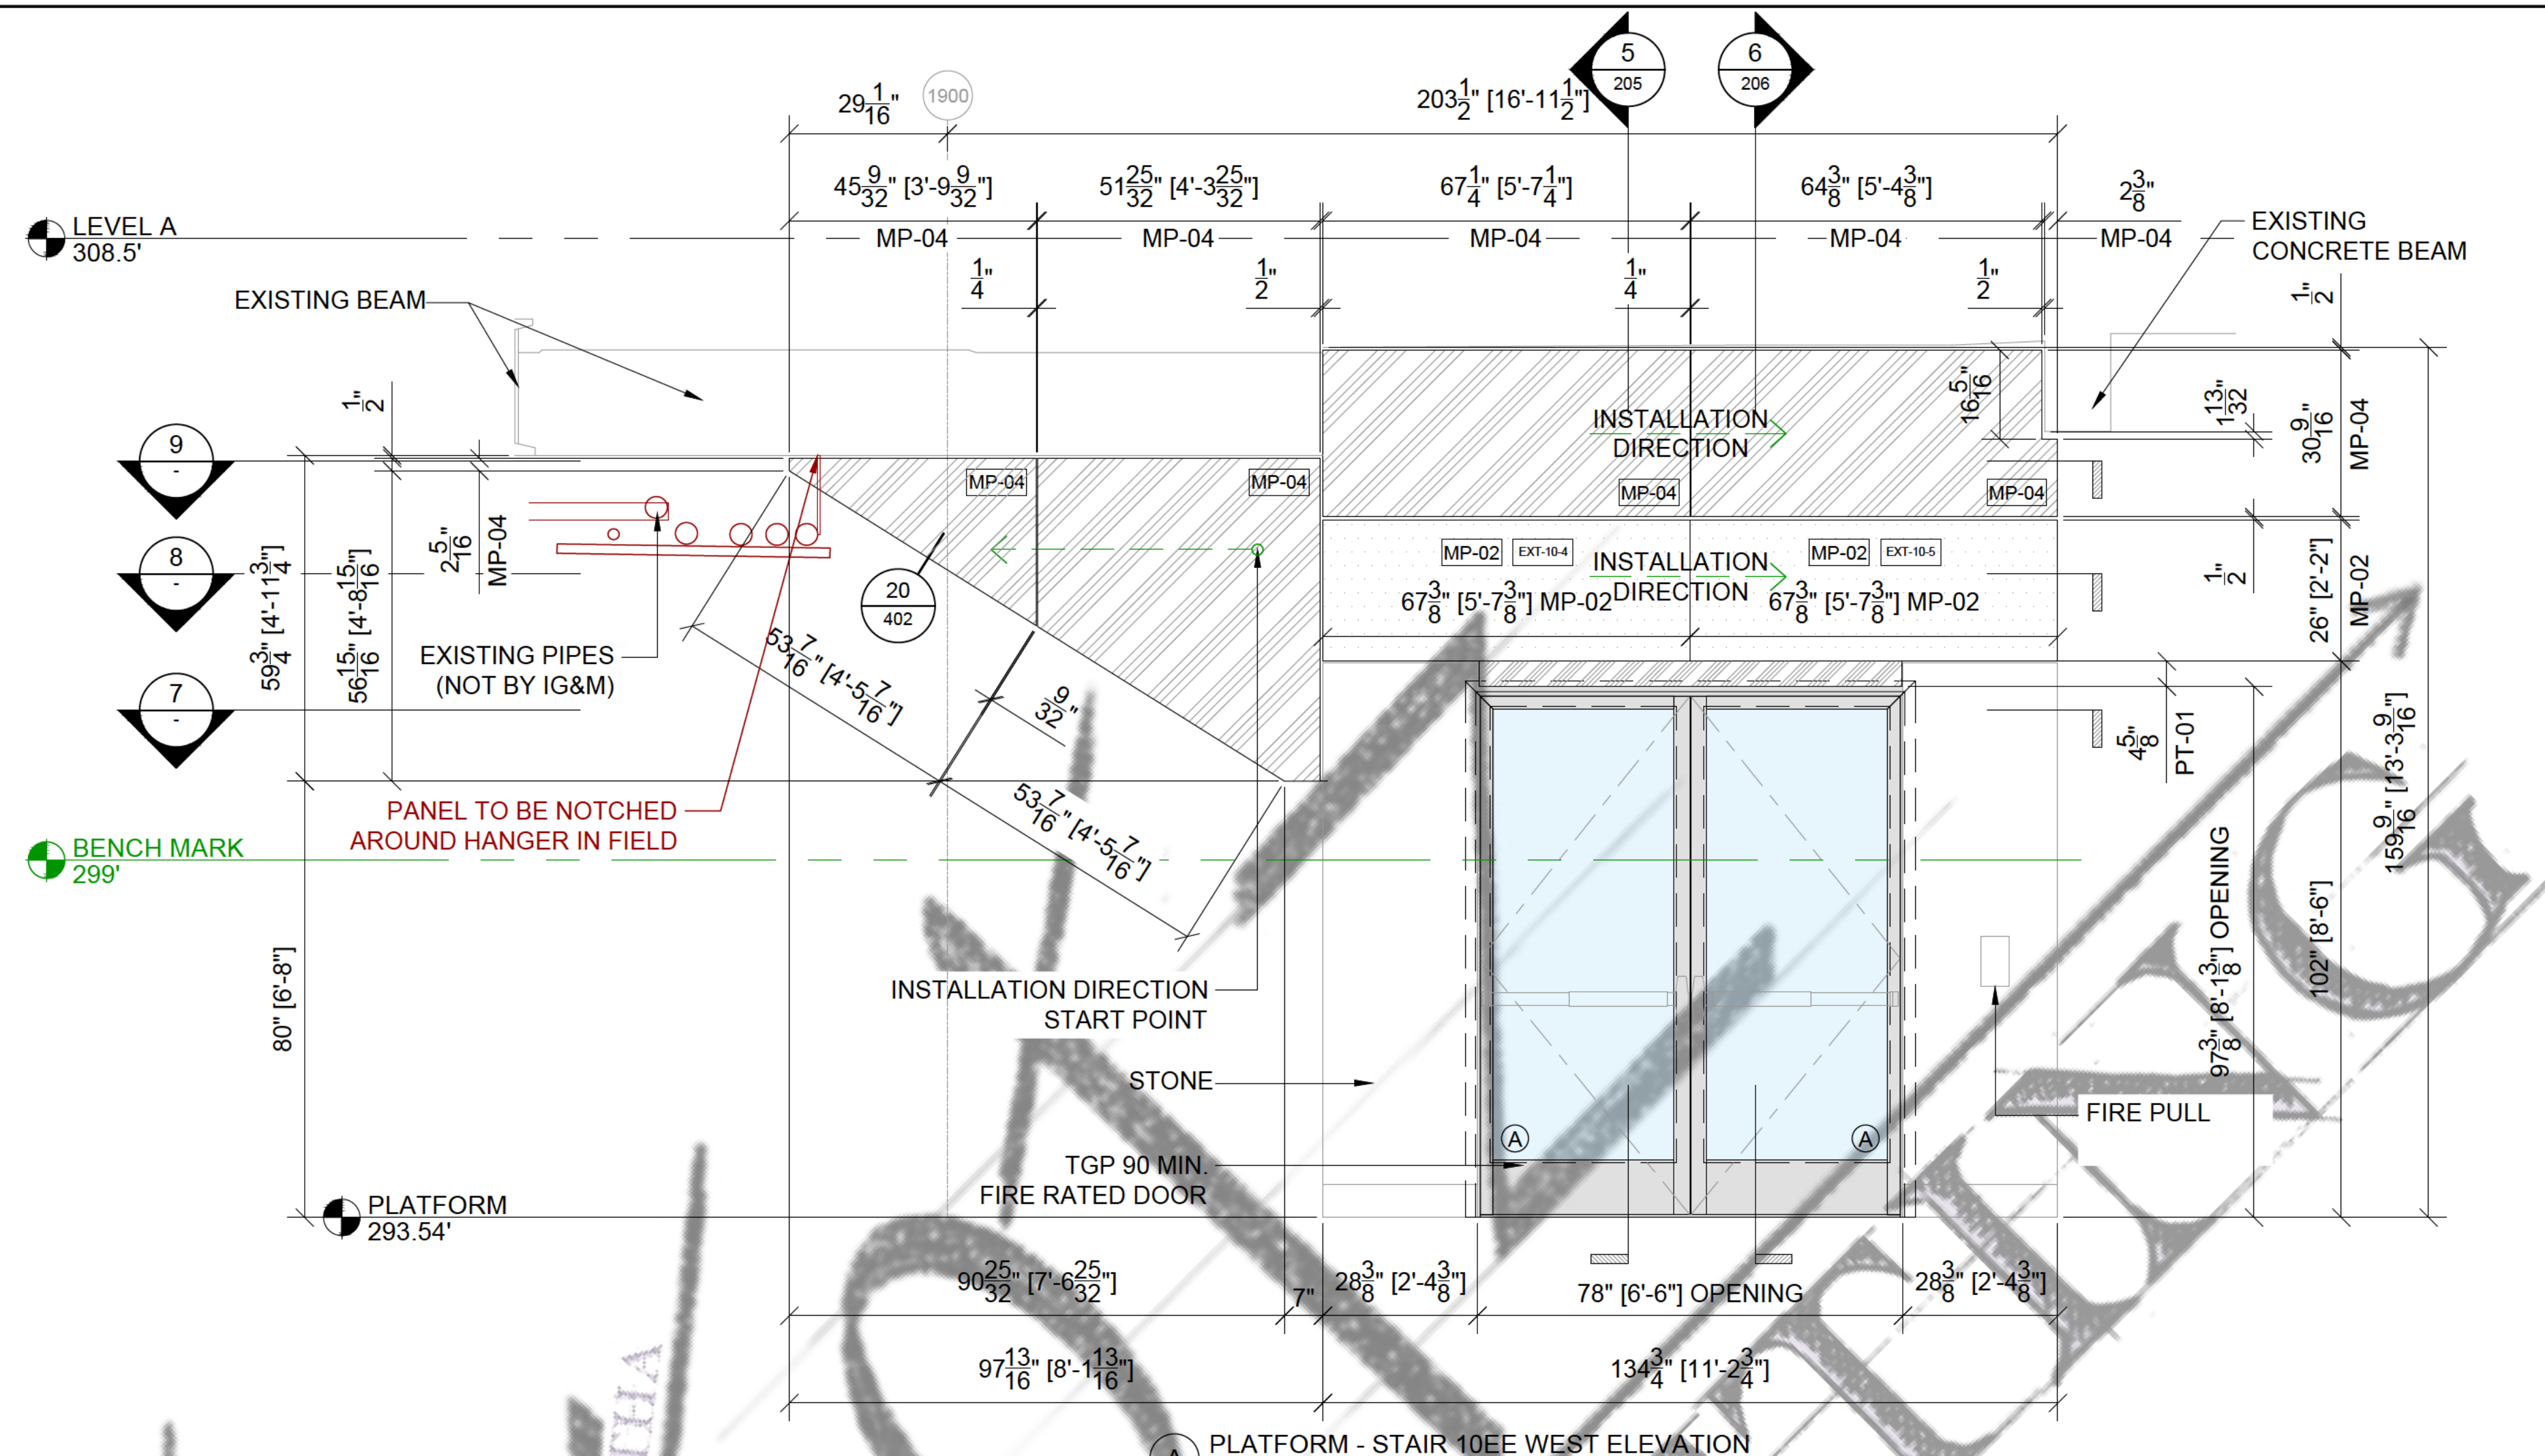 5
205
6
206
29 1/16"
1900
203 1/2" [16'-11 1/2"]
45 9/32" [3'-9 9/32"]
51 25/32" [4'-3 25/32"]
67 1/4" [5'-7 1/4"]
64 3/8" [5'-4 3/8"]
2 3/8"
LEVEL A
308.5'
MP-04
MP-04
MP-04
MP-04
MP-04
EXISTING
CONCRETE BEAM
1/4"
1/2"
1/4"
1/2"
1/2"
EXISTING BEAM
1/2"
16 5/16"
1 13/32"
30 9/16"
MP-04
INSTALLATION
DIRECTION
9
-
MP-04
MP-04
MP-04
MP-04
2 5/16"
MP-04
8
-
59 3/4" [4'-11 3/4"]
56 15/16" [4'-8 15/16"]
MP-02
EXT-10-4
INSTALLATION
DIRECTION
MP-02
EXT-10-5
67 3/8" [5'-7 3/8"] MP-02
67 3/8" [5'-7 3/8"] MP-02
1/2"
26" [2'-2"]
MP-02
20
402
EXISTING PIPES
(NOT BY IG&M)
53 7/16" [4'-5 7/16"]
9/32"
7
-
4 5/8"
PT-01
159 9/16" [13'-3 9/16"]
PANEL TO BE NOTCHED
AROUND HANGER IN FIELD
53 7/16" [4'-5 7/16"]
BENCH MARK
299'
97 3/8" [8'-1 3/8"] OPENING
102" [8'-6"]
80" [6'-8"]
INSTALLATION DIRECTION
START POINT
STONE
FIRE PULL
A
A
TGP 90 MIN.
FIRE RATED DOOR
PLATFORM
293.54'
90 25/32" [7'-6 25/32"]
7"
28 3/8" [2'-4 3/8"]
78" [6'-6"] OPENING
28 3/8" [2'-4 3/8"]
97 13/16" [8'-1 13/16"]
134 3/4" [11'-2 3/4"]
A
PLATFORM - STAIR 10EE WEST ELEVATION